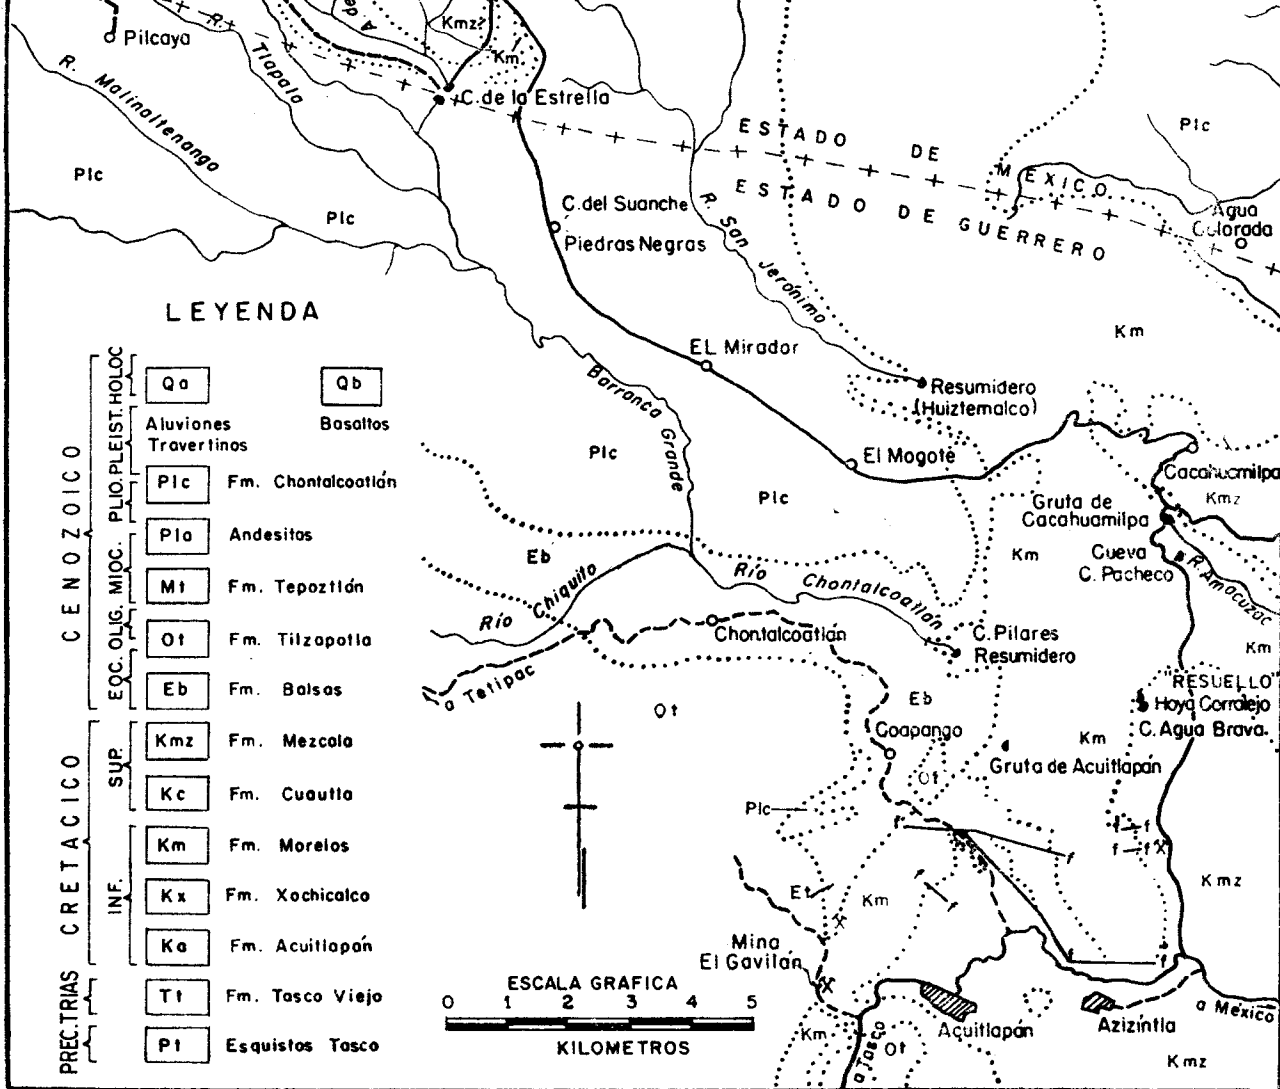 Pilcaya
R. Tlapala
A de
Kmz?
Km
R. Malinaltenango
C. de la Estrella
Plc
Plc
ESTADO DE MEXICO
ESTADO DE GUERRERO
Plc
C. del Suanche
Piedras Negras
R. San Jerónimo
Agua
Colorada
Km
EL Mirador
Resumidero
(Huiztemalco)
Barranca Grande
El Mogote
Plc
Plc
Cacahuamilpa
Kmz
Gruta de
Cacahuamilpa
Km
Cueva
C. Pacheco
R. Amacuzac
Eb
Río Chiquito
Río Chontalcoatlán
Chontalcoatlán
C. Pilares
Resumidero
Km
a Tetipac
Ot
Eb
"RESUELLO"
Hoya Corralejo
C. Agua Brava.
Km
Coapango
Ot
Gruta de Acuitlapán
Plc
f
f
f f
f f
X
Et
Km
f
f
X
Kmz
Mina
El Gavilán
X
f
f
Km
Ot
a Tasco
Acuitlapán
Azizintla
a México
Kmz
LEYENDA
CENOZOICO
HOLOC
PLEIST.
PLIO.
MIOC.
OLIG.
EOC.
Qa
Aluviones
Travertinos
Qb
Basaltos
Plc Fm. Chontalcoatlán
Pla Andesitas
Mt Fm. Tepoztlán
Ot Fm. Tilzapotla
Eb Fm. Balsas
CRETACICO
SUP.
INF.
Kmz Fm. Mezcala
Kc Fm. Cuautla
Km Fm. Morelos
Kx Fm. Xochicalco
Ka Fm. Acuitlapán
TRIAS
Tt Fm. Tasco Viejo
PREC.
Pt Esquistos Tasco
ESCALA GRAFICA
0 1 2 3 4 5
KILOMETROS